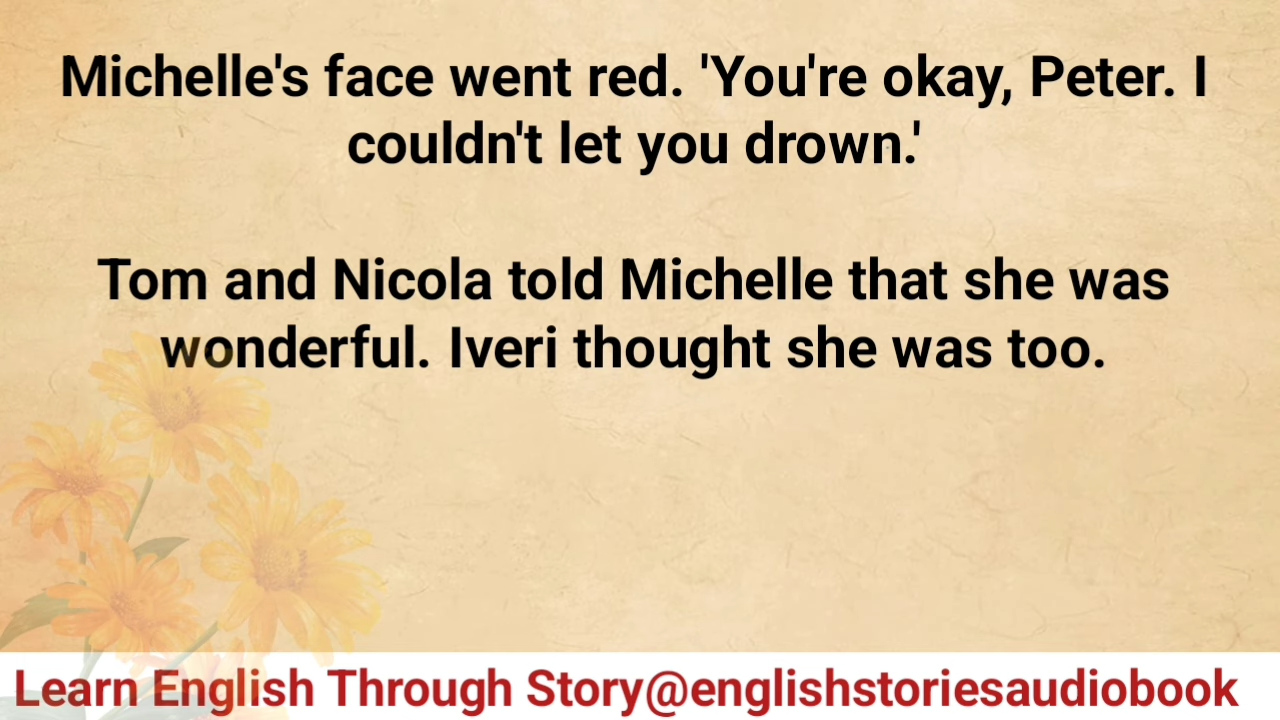 Michelle's face went red. 'You're okay, Peter. I
couldn't let you drown.'
Tom and Nicola told Michelle that she was
wonderful. Iveri thought she was too.
Learn English Through Story@englishstoriesaudiobook